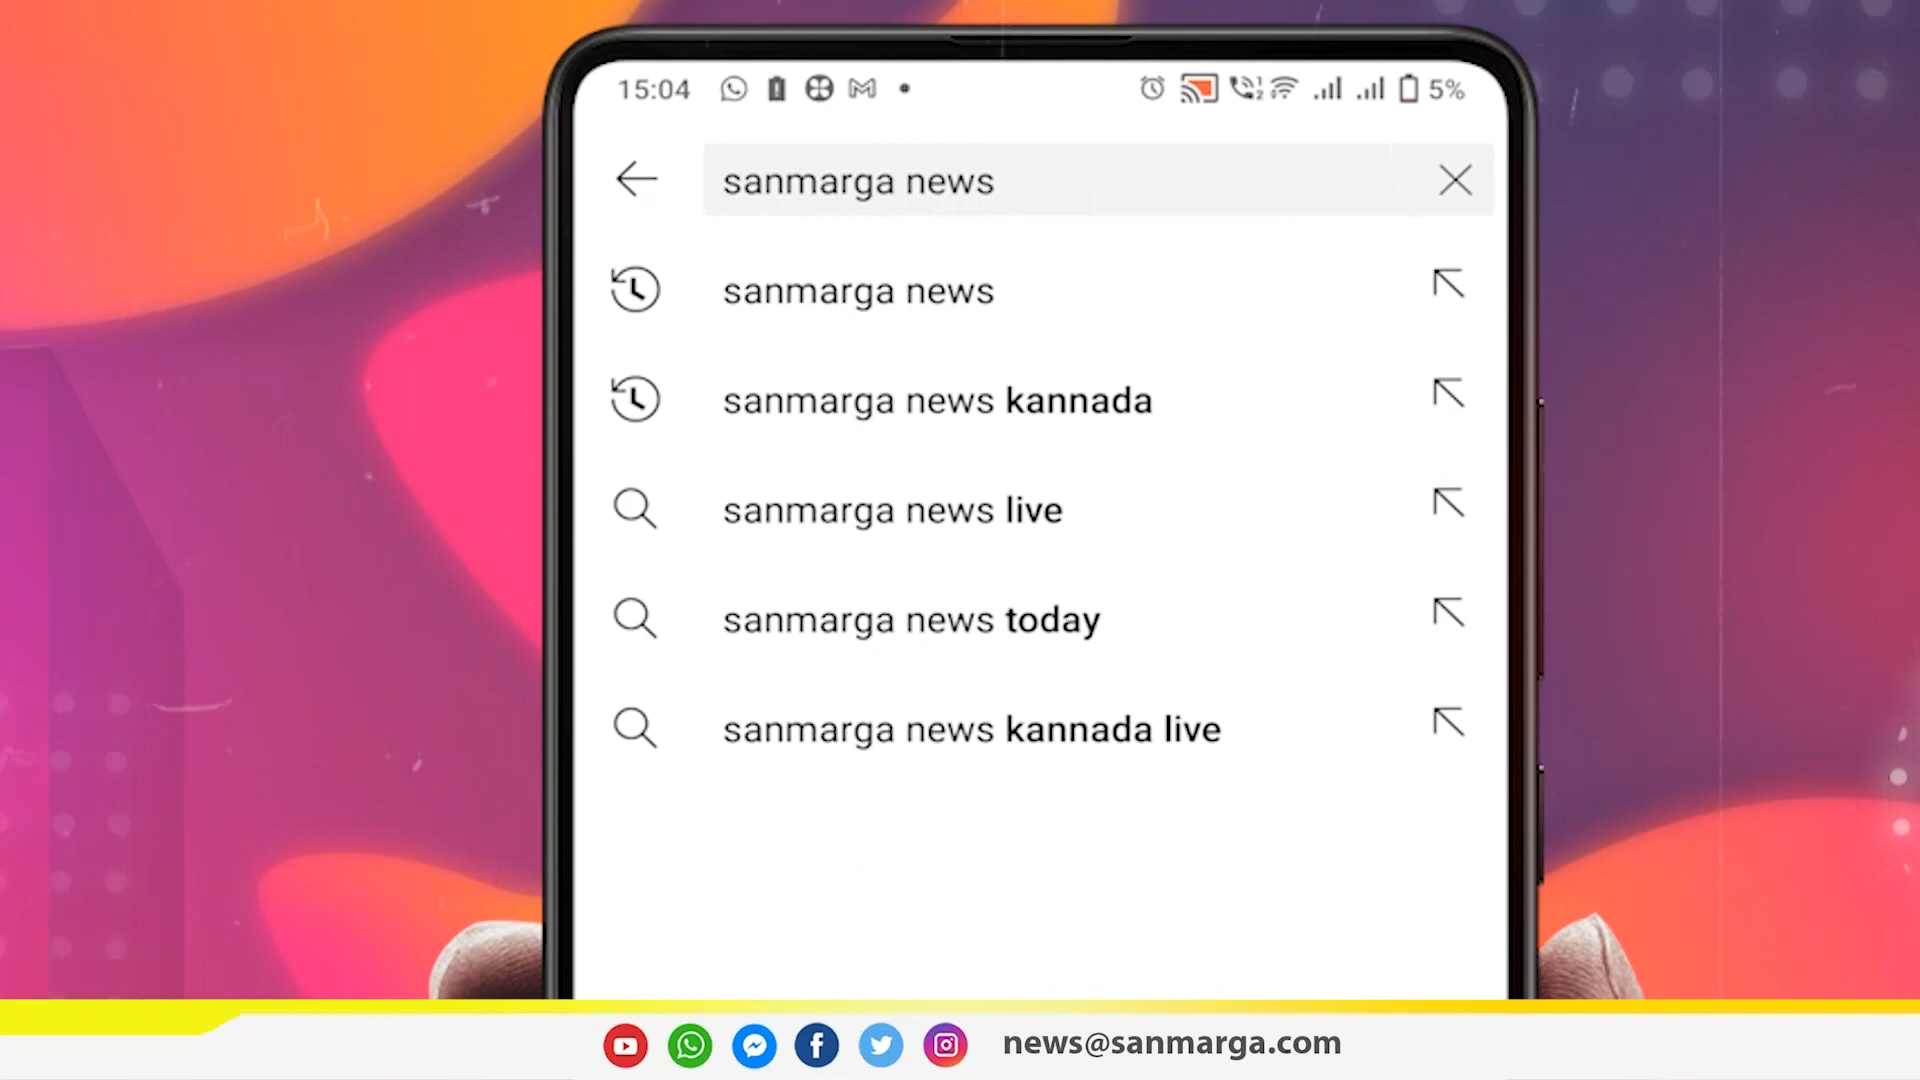 15:04 5%
sanmarga news
sanmarga news
sanmarga news kannada
sanmarga news live
sanmarga news today
sanmarga news kannada live
news@sanmarga.com